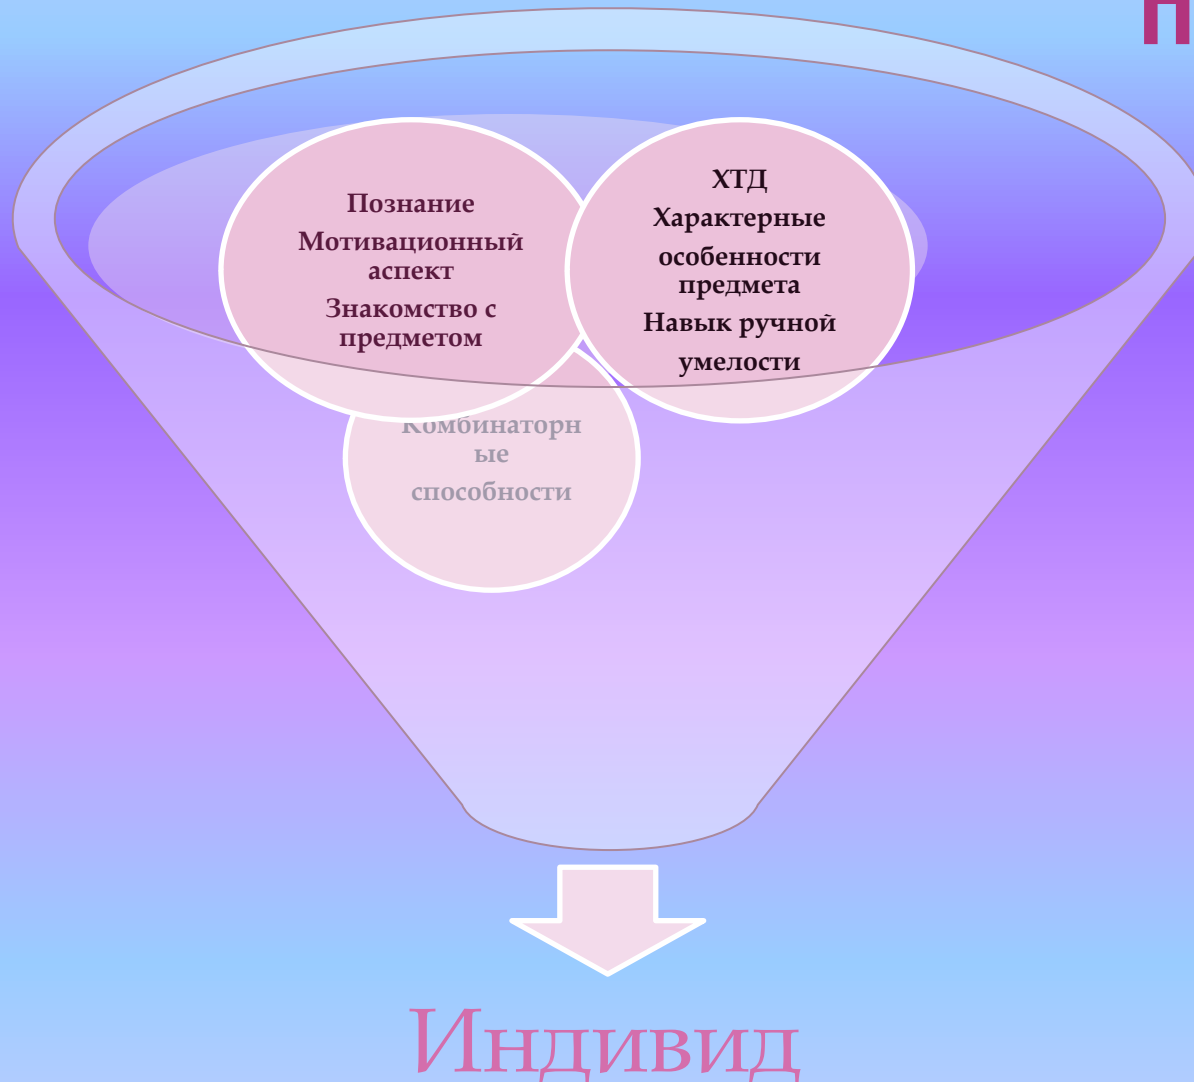 П
Познание
Мотивационный
аспект
Знакомство с
предметом
ХТД
Характерные
особенности
предмета
Навык ручной
умелости
Комбинаторн
ые
способности
Индивид